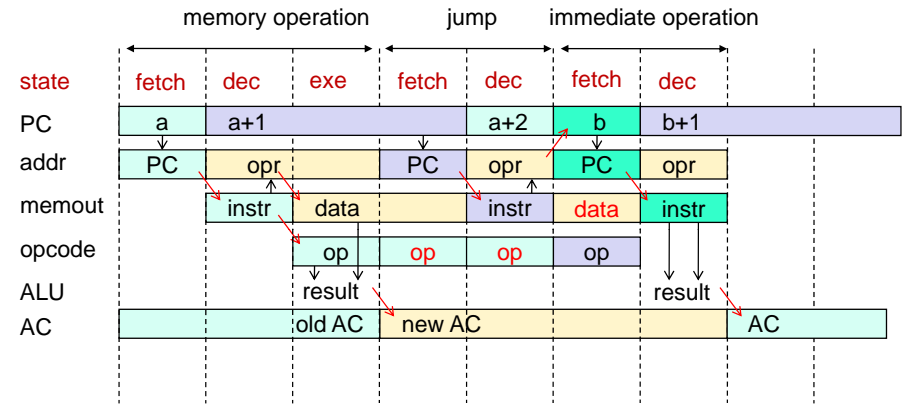 memory operation jump immediate operation
state fetch dec exe fetch dec fetch dec
PC a a+1 a+2 b b+1
addr PC opr PC opr PC opr
memout instr data instr data instr
opcode op op op op
ALU result result
AC old AC new AC AC